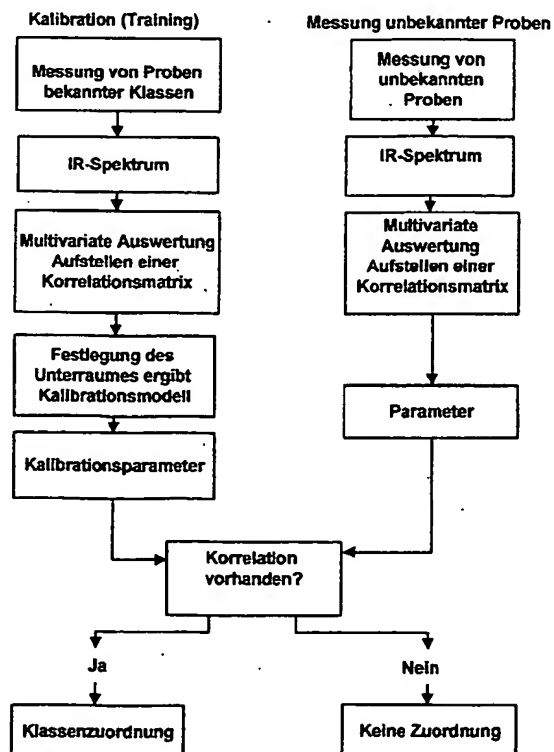 Kalibration (Training)
Messung von Proben
bekannter Klassen
IR-Spektrum
Multivariate Auswertung
Aufstellen einer
Korrelationsmatrix
Festlegung des
Unterraumes ergibt
Kalibrationsmodell
Kalibrationsparameter
Messung unbekannter Proben
Messung von
unbekannten
Proben
IR-Spektrum
Multivariate
Auswertung
Aufstellen einer
Korrelationsmatrix
Parameter
Korrelation
vorhanden?
Ja
Nein
Klassenzuordnung
Keine Zuordnung